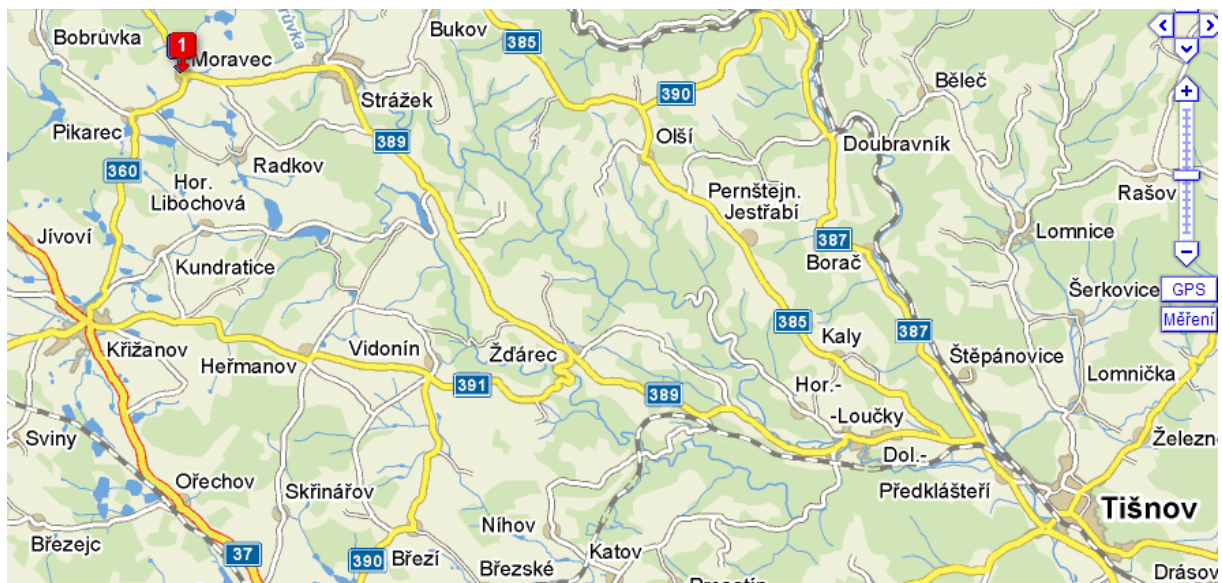 Bobrůvka
1
Moravec
růvka
Bukov
385
390
Běleč
Strážek
Pikarec
389
Olší
Doubravník
Radkov
360
Hor.
Libochová
Pernštejn.
Jestřabí
Rašov
Jívoví
Lomnice
387
Kundratice
Borač
Šerkovice
GPS
Měření
385
387
Kaly
Křižanov
Heřmanov
Vidonín
Žďárec
Štěpánovice
391
389
Hor.-
Lomnička
-Loučky
Sviny
Železn
Dol.-
Ořechov
Skřinářov
Předklášteří
Tišnov
Níhov
Březejc
37
390
Březí
Březské
Katov
Drásov